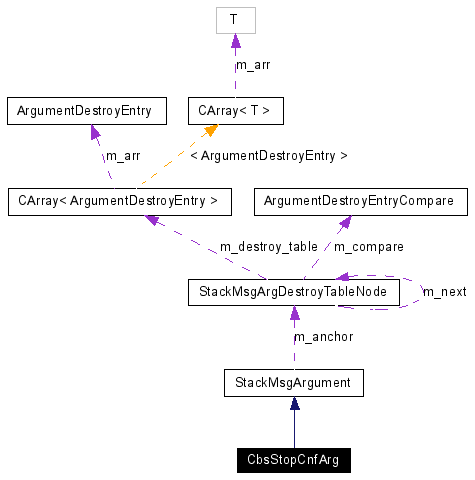 T
m_arr
ArgumentDestroyEntry
CArray< T >
m_arr
< ArgumentDestroyEntry >
CArray< ArgumentDestroyEntry >
ArgumentDestroyEntryCompare
m_destroy_table
m_compare
StackMsgArgDestroyTableNode
m_next
m_anchor
StackMsgArgument
CbsStopCnfArg